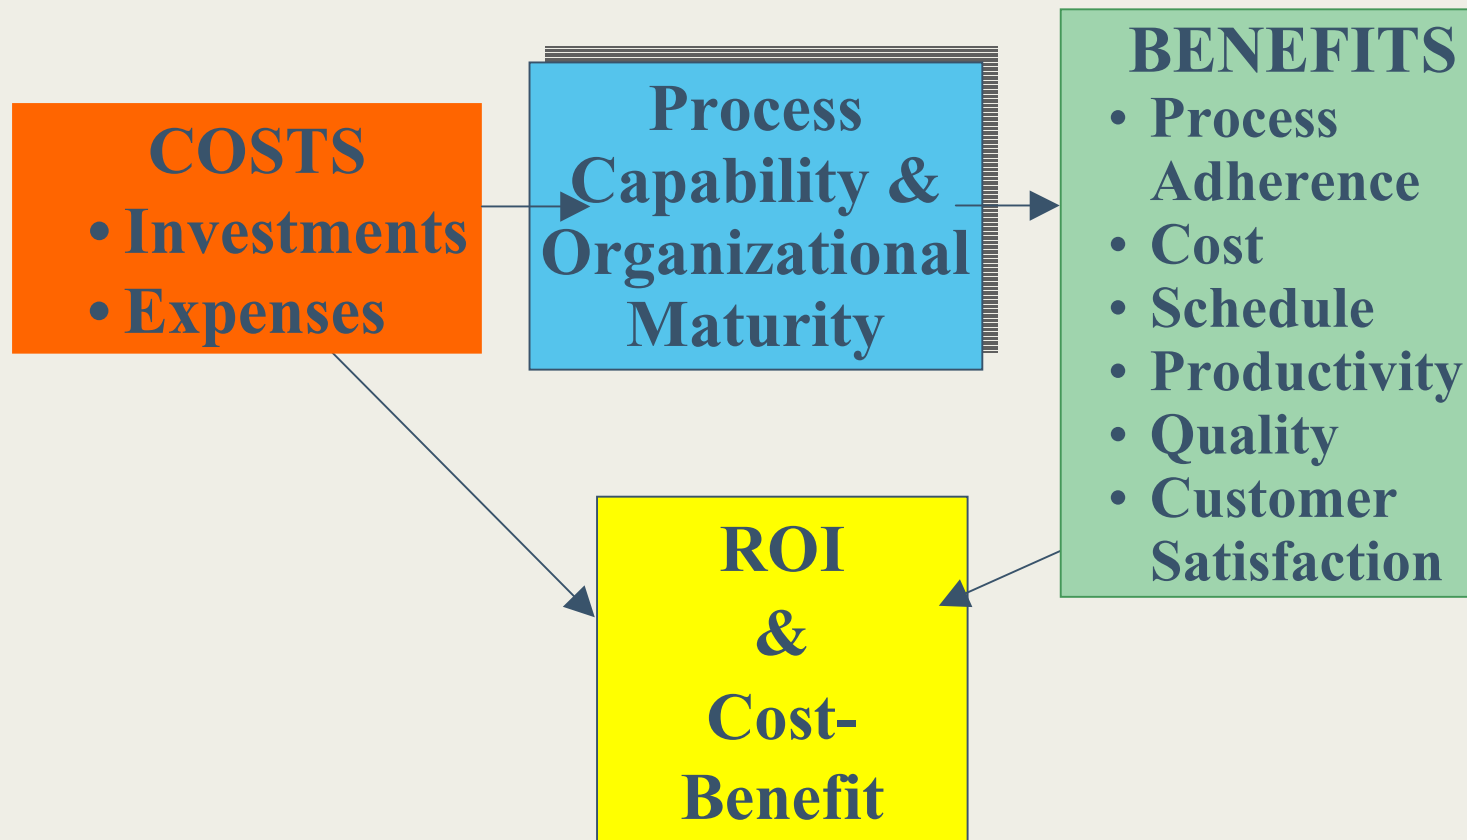 COSTS
• Investments
• Expenses
Process
Capability &
Organizational
Maturity
BENEFITS
• Process
Adherence
• Cost
• Schedule
• Productivity
• Quality
• Customer
Satisfaction
ROI
&
Cost-
Benefit